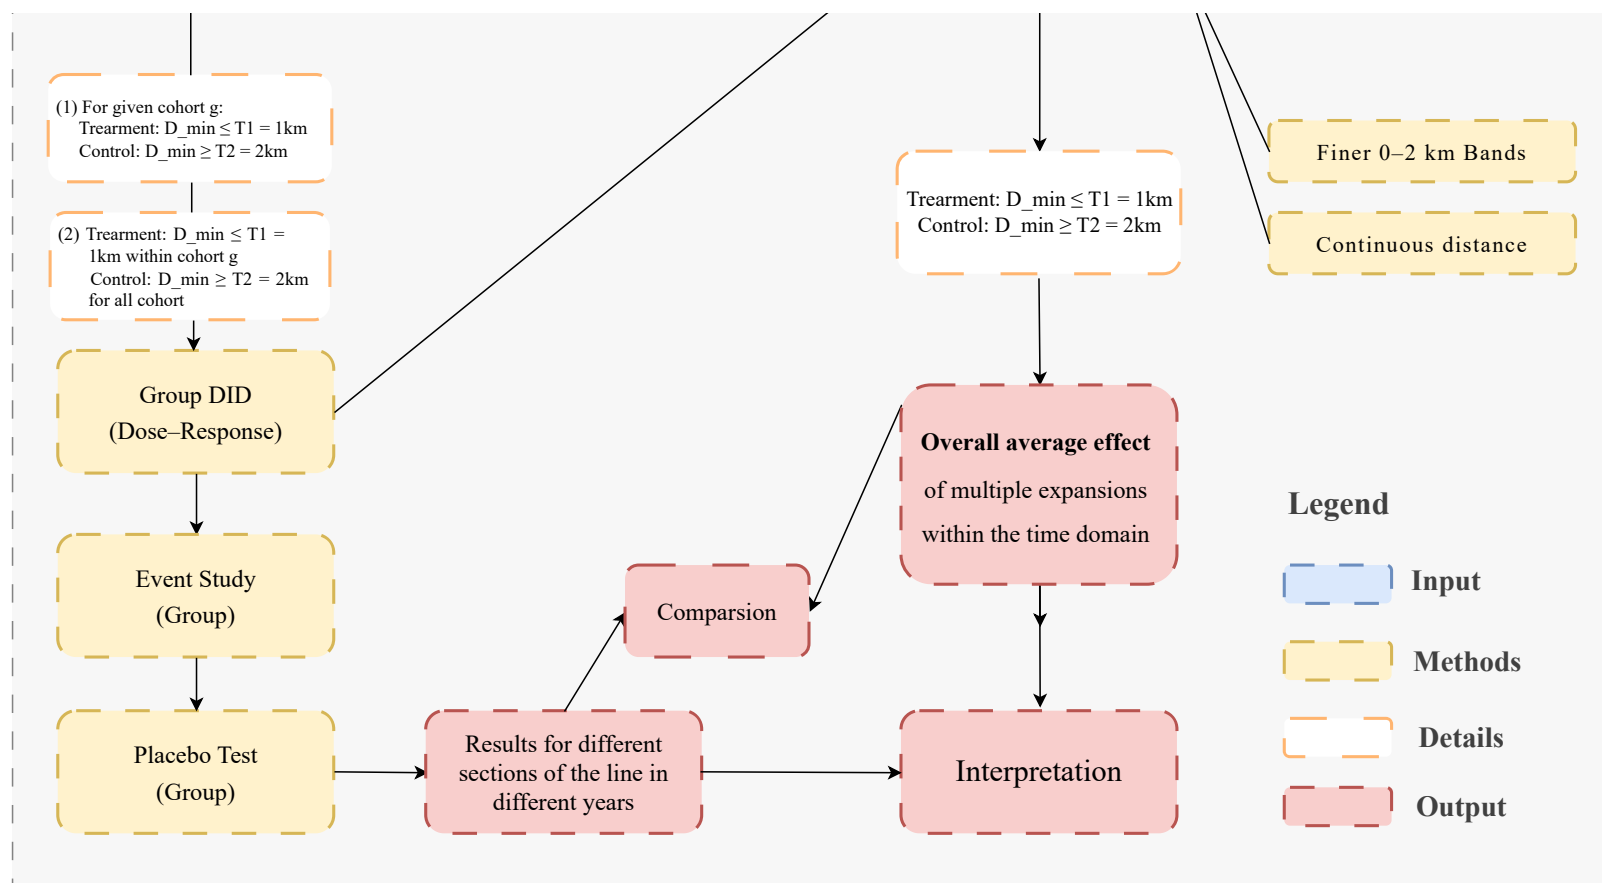 (1) For given cohort g:
Trearment: D_min ≤ T1 = 1km
Control: D_min ≥ T2 = 2km
(2) Trearment: D_min ≤ T1 =
1km within cohort g
Control: D_min ≥ T2 = 2km
for all cohort
Group DID
(Dose–Response)
Event Study
(Group)
Placebo Test
(Group)
Results for different
sections of the line in
different years
Comparsion
Trearment: D_min ≤ T1 = 1km
Control: D_min ≥ T2 = 2km
Overall average effect
of multiple expansions
within the time domain
Interpretation
Finer 0–2 km Bands
Continuous distance
Legend
Input
Methods
Details
Output